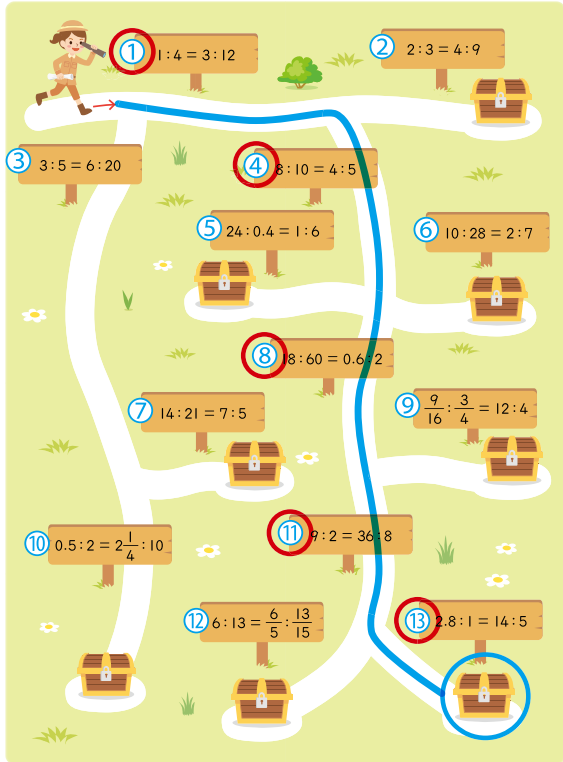 ① 1 : 4 = 3 : 12
② 2 : 3 = 4 : 9
③ 3 : 5 = 6 : 20
④ 8 : 10 = 4 : 5
⑤ 24 : 0.4 = 1 : 6
⑥ 10 : 28 = 2 : 7
⑧ 18 : 60 = 0.6 : 2
⑦ 14 : 21 = 7 : 5
⑨ 9/16 : 3/4 = 12 : 4
⑪ 9 : 2 = 36 : 8
⑩ 0.5 : 2 = 2 1/4 : 10
⑫ 6 : 13 = 6/5 : 13/15
⑬ 2.8 : 1 = 14 : 5